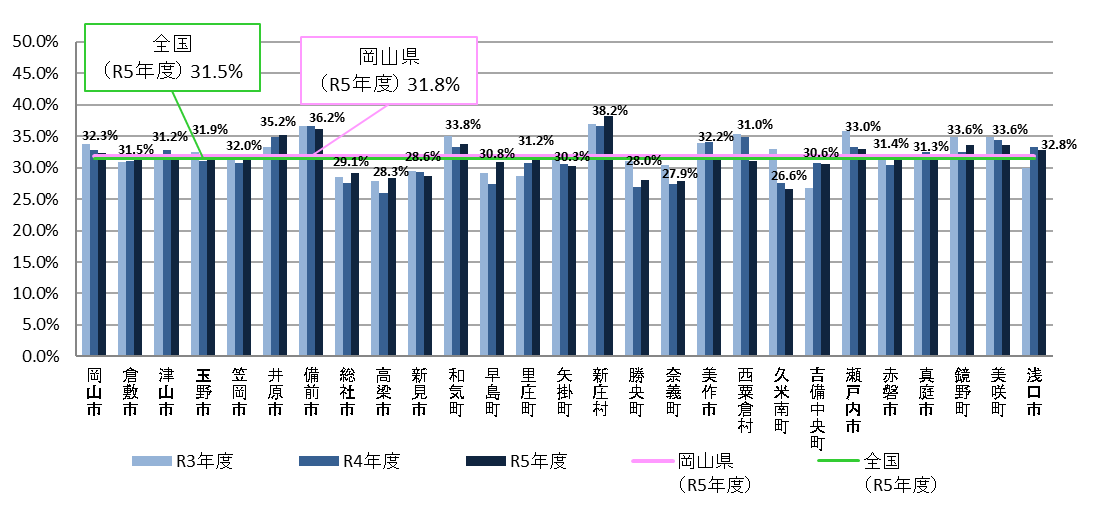 全国
（R5年度）31.5%
岡山県
（R5年度）31.8%
50.0%
45.0%
40.0%
35.0%
30.0%
25.0%
20.0%
15.0%
10.0%
5.0%
0.0%
32.3%
31.5%
31.2%
31.9%
32.0%
35.2%
36.2%
29.1%
28.3%
28.6%
33.8%
30.8%
31.2%
30.3%
38.2%
28.0%
27.9%
32.2%
31.0%
26.6%
30.6%
33.0%
31.4%
31.3%
33.6%
33.6%
32.8%
岡山市
倉敷市
津山市
玉野市
笠岡市
井原市
備前市
総社市
高梁市
新見市
和気町
早島町
里庄町
矢掛町
新庄村
勝央町
奈義町
美作市
西粟倉村
久米南町
吉備中央町
瀬戸内市
赤磐市
真庭市
鏡野町
美咲町
浅口市
R3年度
R4年度
R5年度
岡山県
（R5年度）
全国
（R5年度）